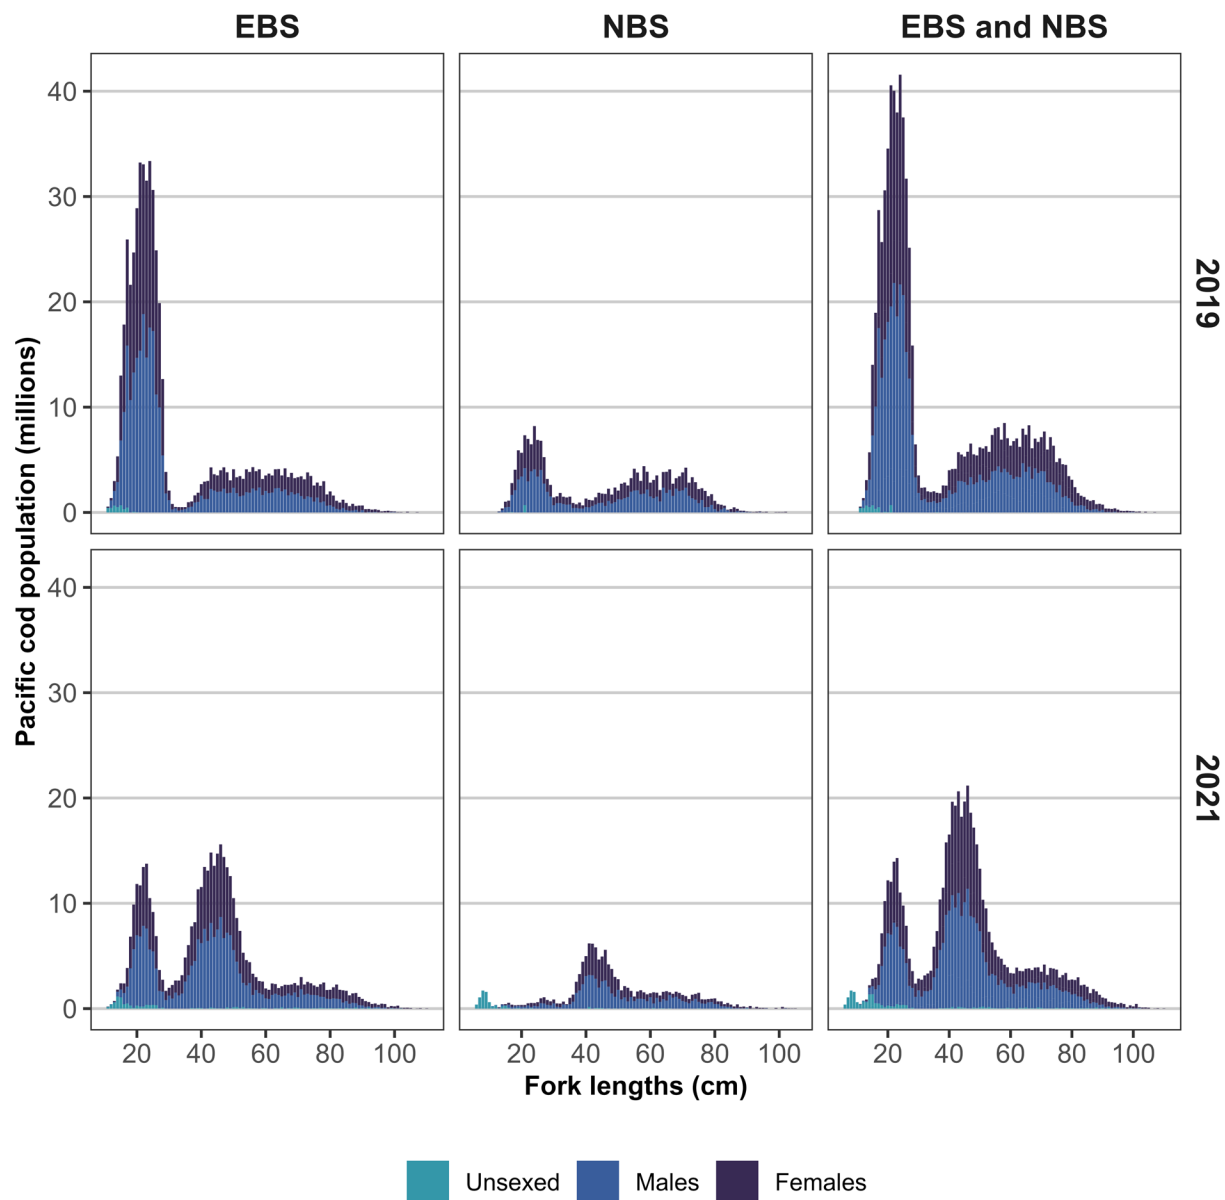 EBS NBS EBS and NBS
Pacific cod population (millions)
40
30
20
10
0
2019
40
30
20
10
0
2021
20 40 60 80 100 20 40 60 80 100 20 40 60 80 100
Fork lengths (cm)
Unsexed Males Females